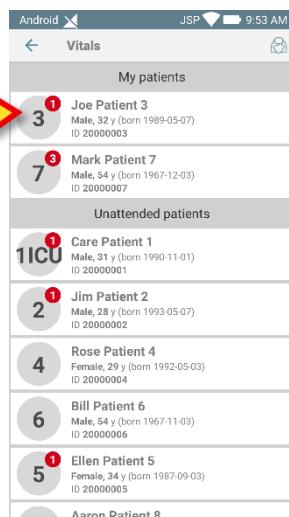 Android JSP 9:53 AM
Vitals
My patients
3 1 Joe Patient 3
Male, 32 y (born 1989-05-07)
ID 20000003
7 3 Mark Patient 7
Male, 54 y (born 1967-12-03)
ID 20000007
Unattended patients
1ICU 1 Care Patient 1
Male, 31 y (born 1990-11-01)
ID 20000001
2 1 Jim Patient 2
Male, 28 y (born 1993-05-07)
ID 20000002
4 Rose Patient 4
Female, 29 y (born 1992-05-03)
ID 20000004
6 Bill Patient 6
Male, 54 y (born 1967-11-03)
ID 20000006
5 1 Ellen Patient 5
Female, 34 y (born 1987-09-03)
ID 20000005
Aaron Patient 8